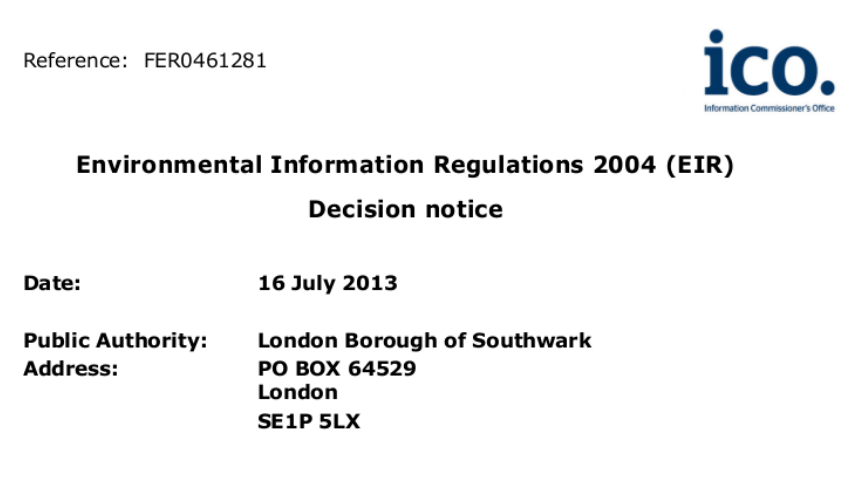 Reference: FER0461281
ico.
Information Commissioner's Office
Environmental Information Regulations 2004 (EIR)
Decision notice
Date: 16 July 2013
Public Authority: London Borough of Southwark
Address: PO BOX 64529
London
SE1P 5LX